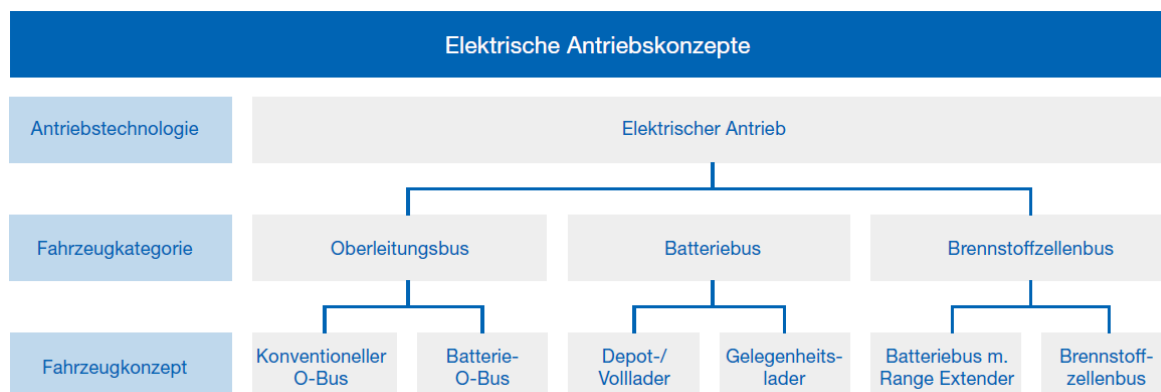 Elektrische Antriebskonzepte
Antriebstechnologie
Elektrischer Antrieb
Fahrzeugkategorie
Oberleitungsbus
Batteriebus
Brennstoffzellenbus
Fahrzeugkonzept
Konventioneller
O-Bus
Batterie-
O-Bus
Depot-/
Volllader
Gelegenheits-
lader
Batteriebus m.
Range Extender
Brennstoff-
zellenbus